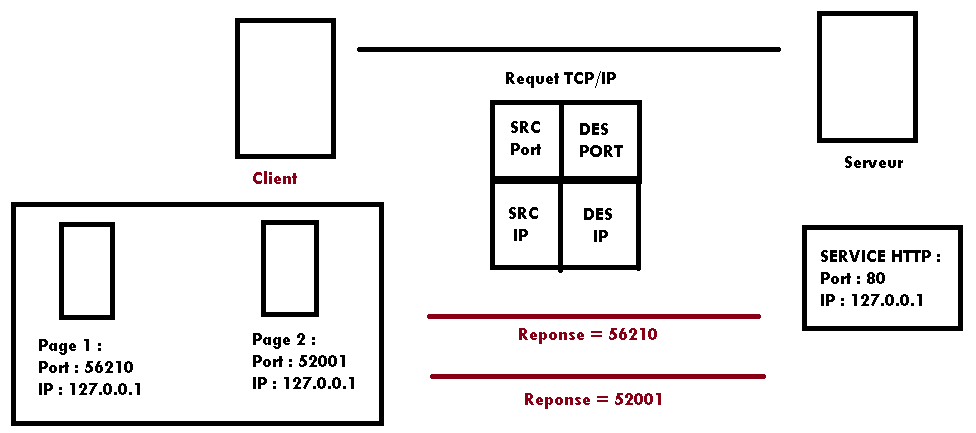 Requet TCP/IP
SRC
Port
DES
PORT
SRC
IP
DES
IP
Client
Serveur
Page 1 :
Port : 56210
IP : 127.0.0.1
Page 2 :
Port : 52001
IP : 127.0.0.1
SERVICE HTTP :
Port : 80
IP : 127.0.0.1
Reponse = 56210
Reponse = 52001